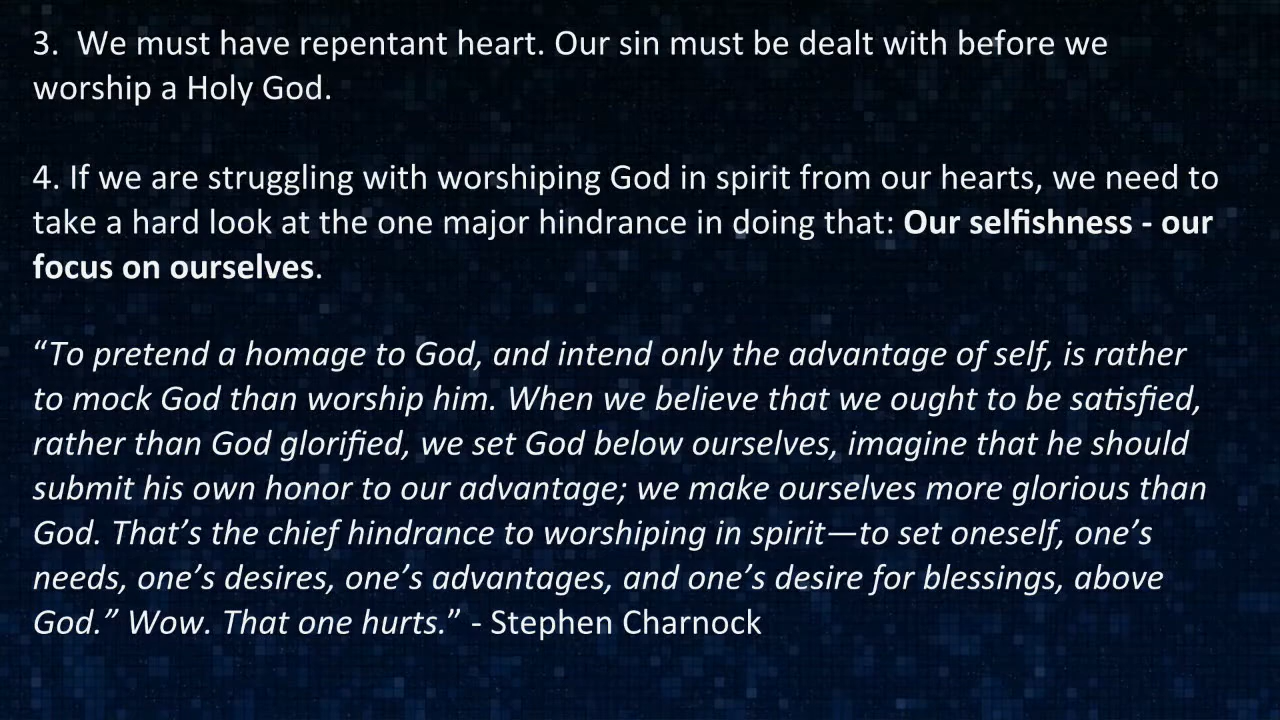 3.  We must have repentant heart. Our sin must be dealt with before we
worship a Holy God.
4. If we are struggling with worshiping God in spirit from our hearts, we need to
take a hard look at the one major hindrance in doing that: Our selfishness - our
focus on ourselves.
“To pretend a homage to God, and intend only the advantage of self, is rather
to mock God than worship him. When we believe that we ought to be satisfied,
rather than God glorified, we set God below ourselves, imagine that he should
submit his own honor to our advantage; we make ourselves more glorious than
God. That’s the chief hindrance to worshiping in spirit—to set oneself, one’s
needs, one’s desires, one’s advantages, and one’s desire for blessings, above
God.” Wow. That one hurts.” - Stephen Charnock